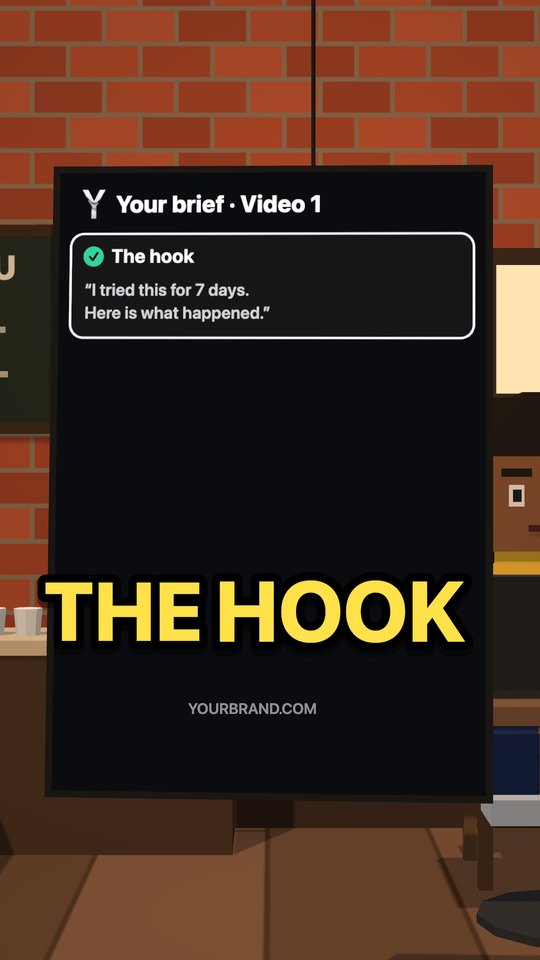 Your brief · Video 1
The hook
“I tried this for 7 days.
Here is what happened.”
THE HOOK
YOURBRAND.COM